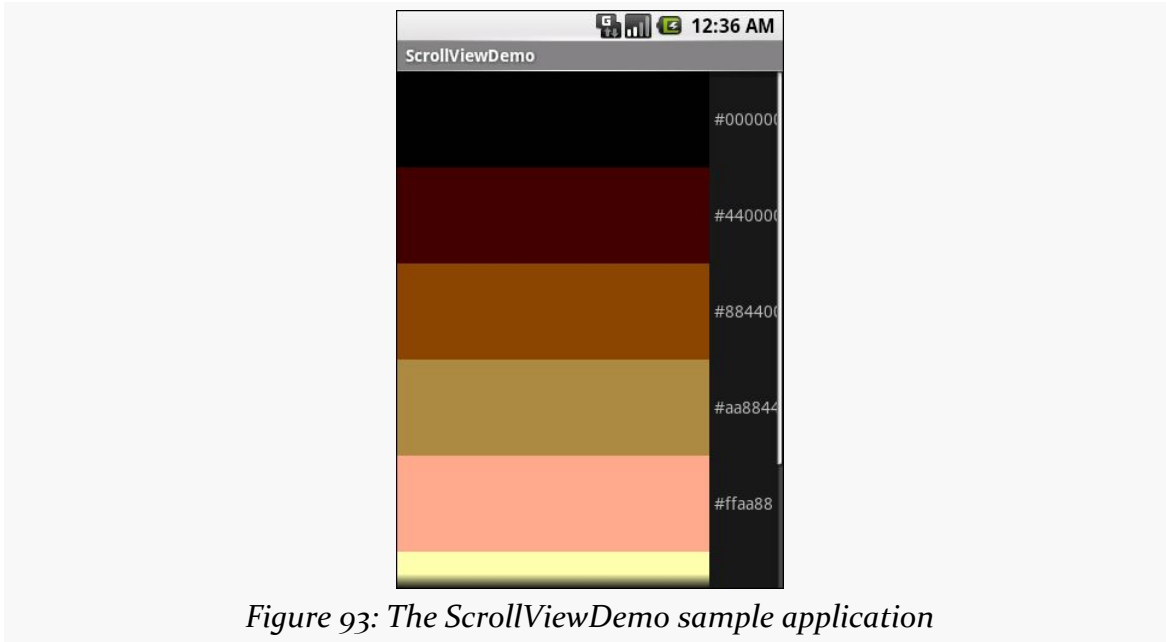 G
12:36 AM
ScrollViewDemo
#000000
#440000
#884400
#aa8844
#ffaa88
Figure 93: The ScrollViewDemo sample application